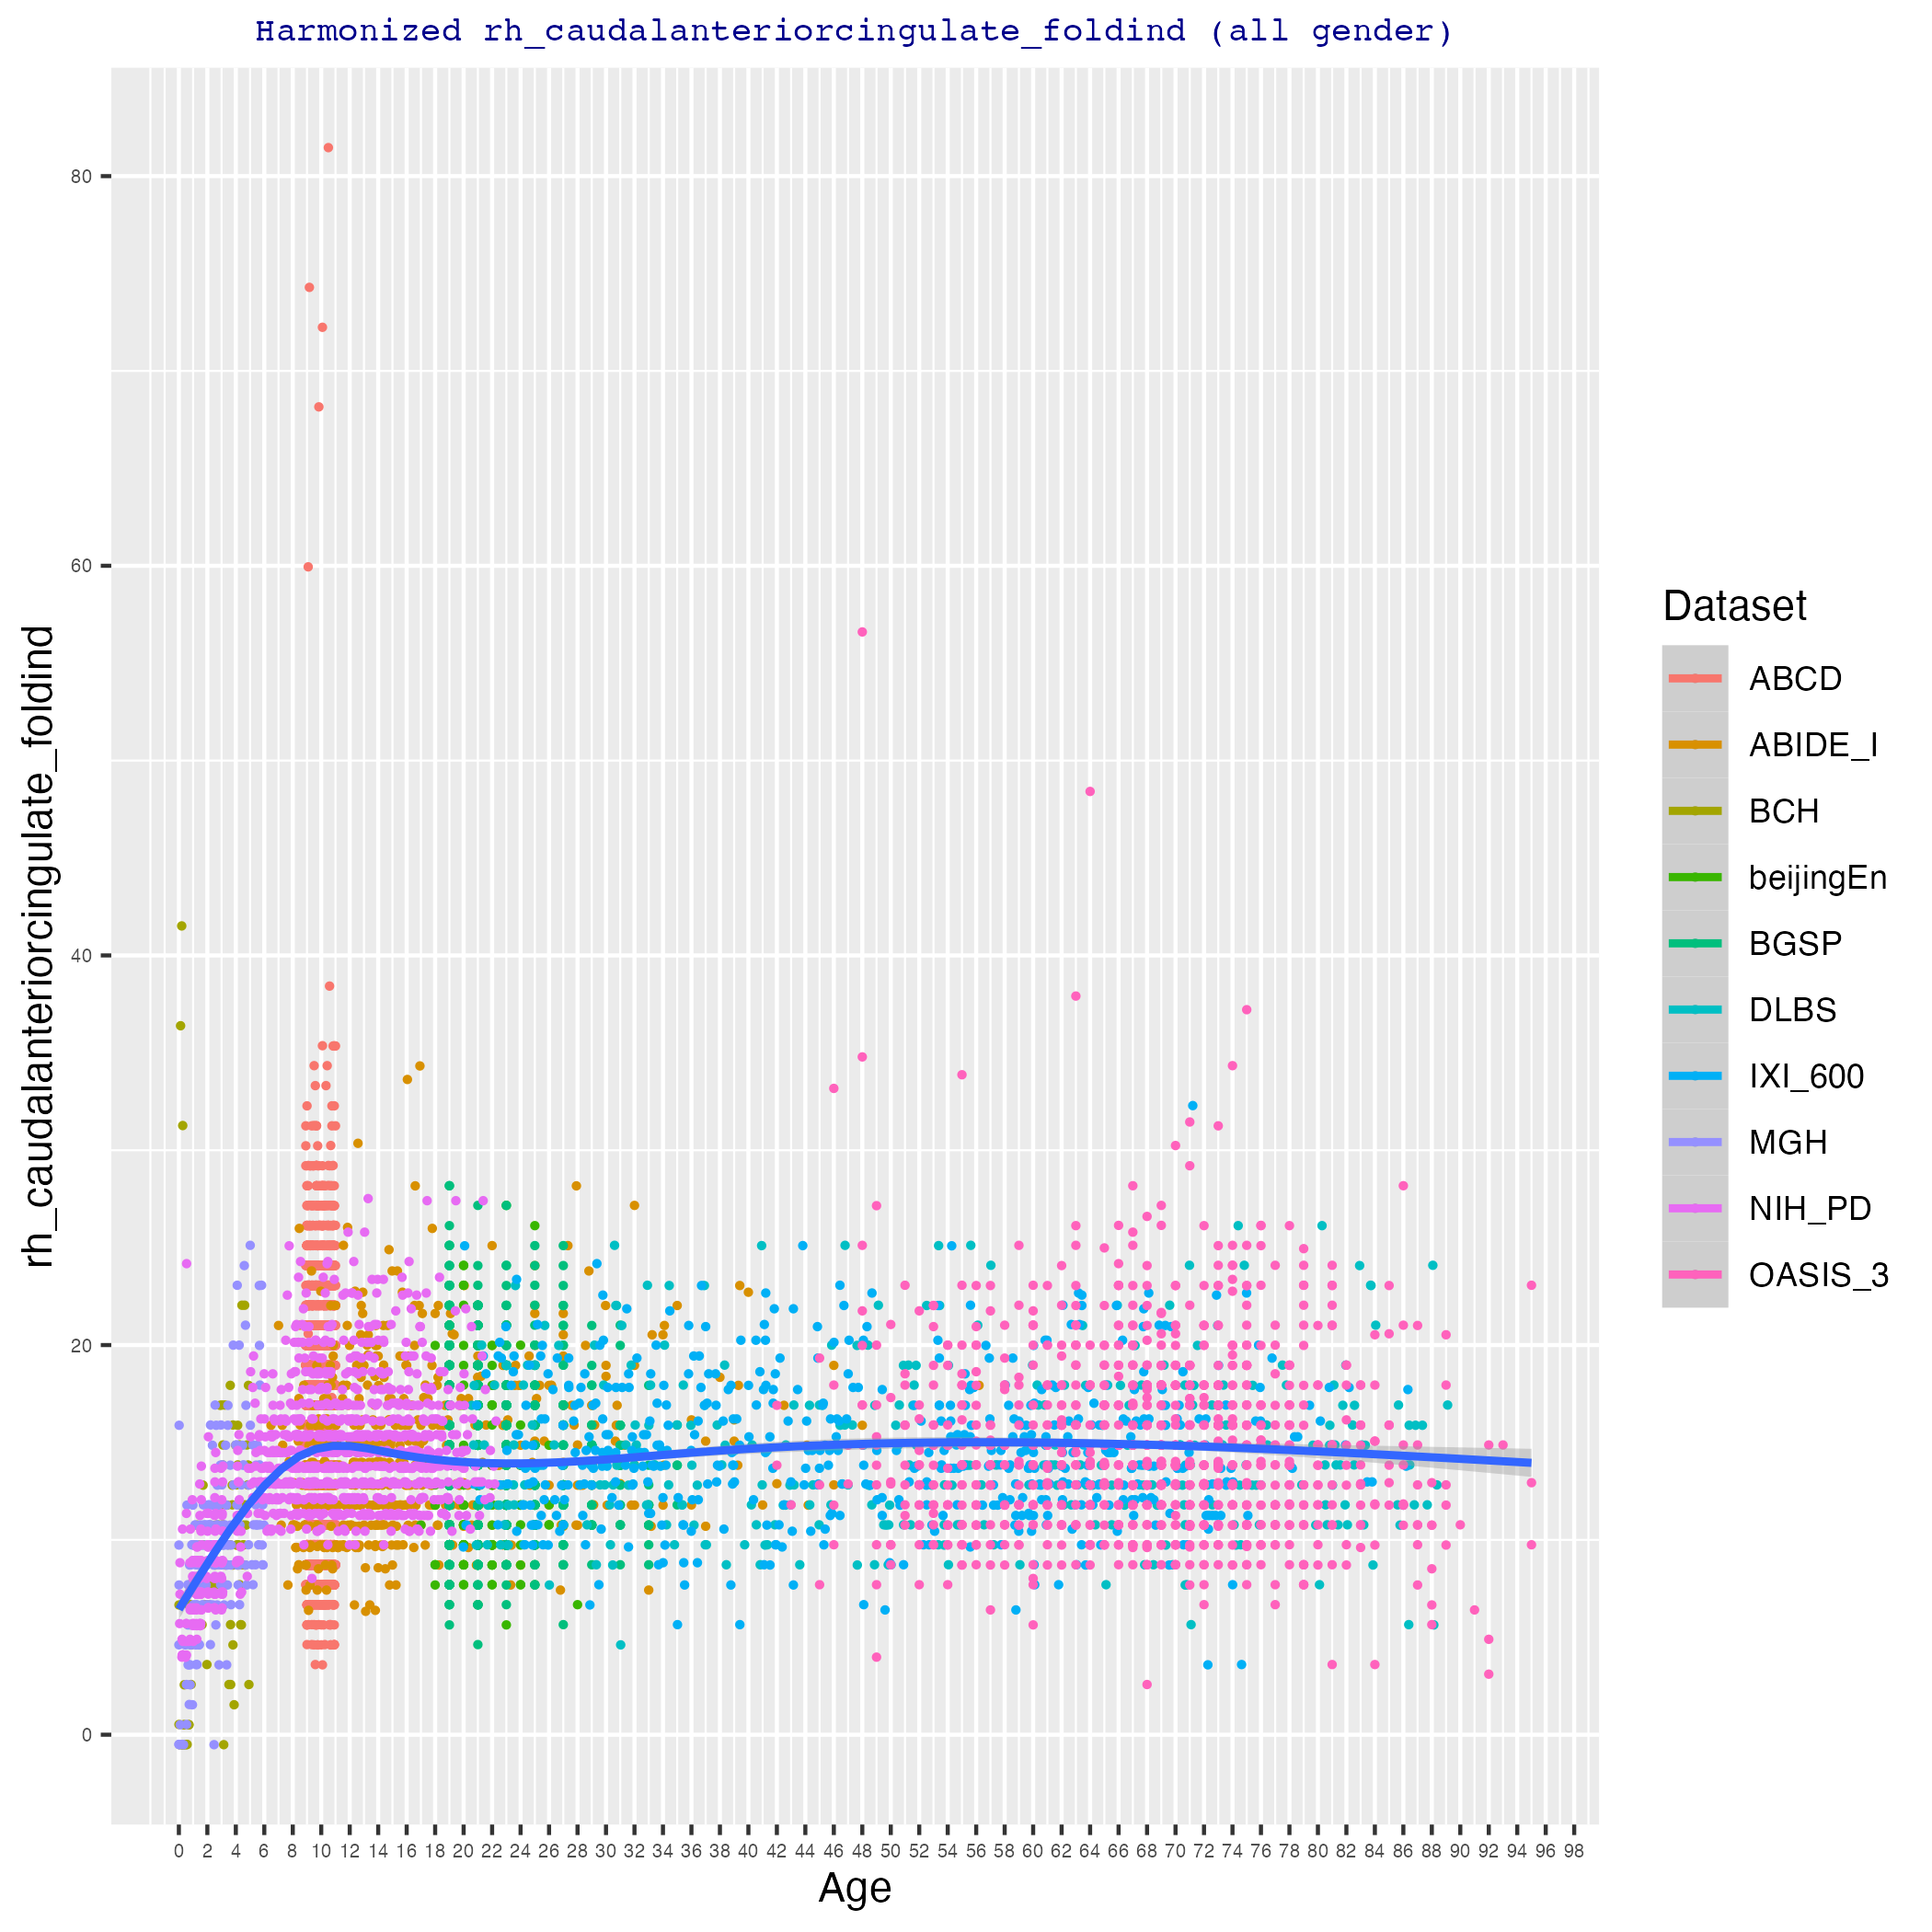 Harmonized rh_caudalanteriorcingulate_foldind (all gender)
rh_caudalanteriorcingulate_foldind
80
60
40
20
0
0 2 4 6 8 10 12 14 16 18 20 22 24 26 28 30 32 34 36 38 40 42 44 46 48 50 52 54 56 58 60 62 64 66 68 70 72 74 76 78 80 82 84 86 88 90 92 94 96 98
Age
Dataset
ABCD
ABIDE_I
BCH
beijingEn
BGSP
DLBS
IXI_600
MGH
NIH_PD
OASIS_3